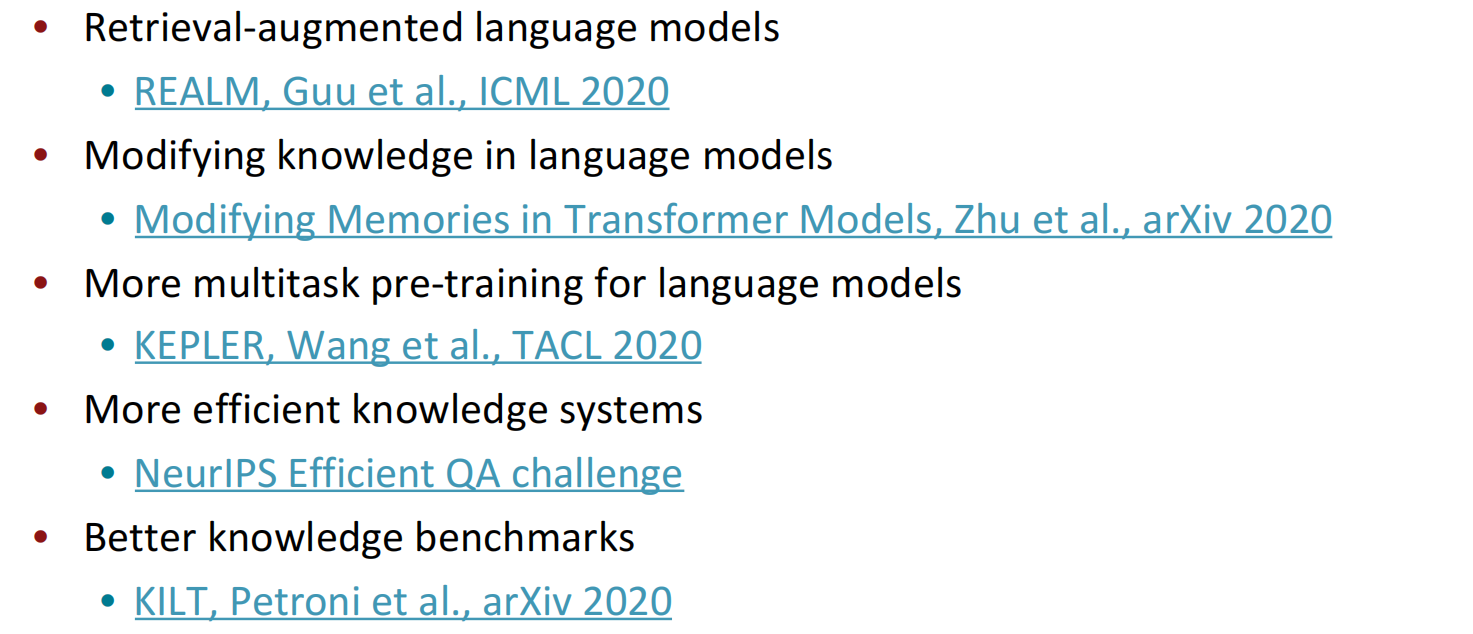 Retrieval-augmented language models
REALM, Guu et al., ICML 2020
Modifying knowledge in language models
Modifying Memories in Transformer Models, Zhu et al., arXiv 2020
More multitask pre-training for language models
KEPLER, Wang et al., TACL 2020
More efficient knowledge systems
NeurIPS Efficient QA challenge
Better knowledge benchmarks
KILT, Petroni et al., arXiv 2020